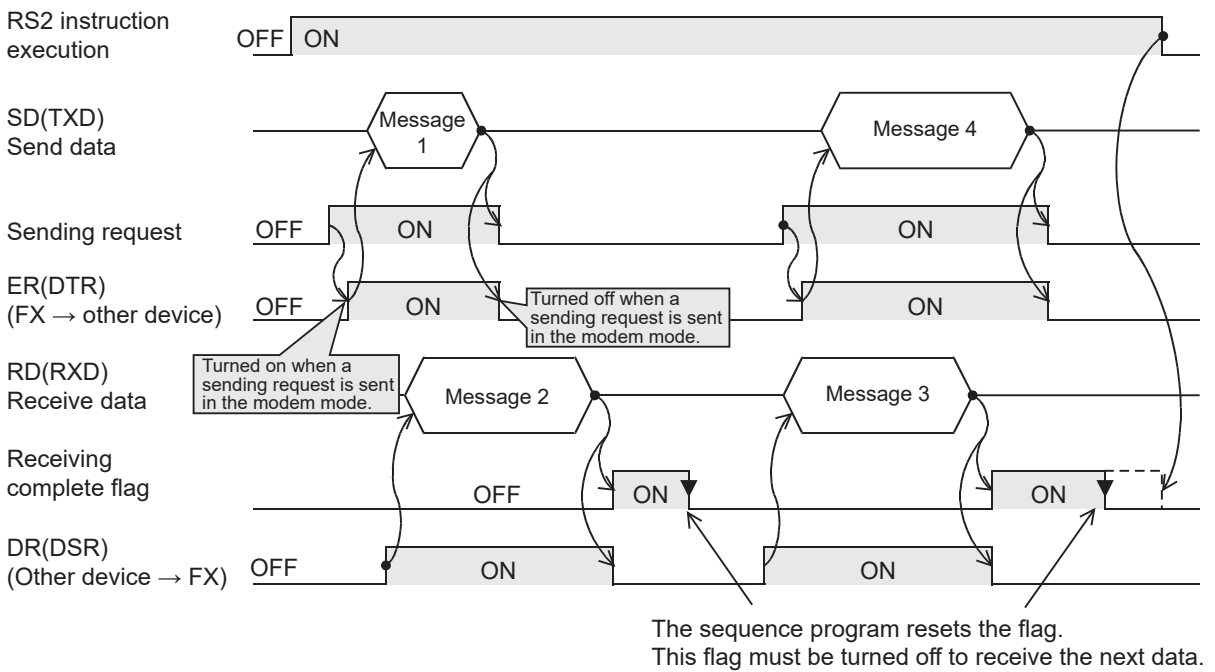 RS2 instruction
execution
OFF
ON
SD(TXD)
Send data
Message
1
Message 4
Sending request
OFF
ON
ON
ER(DTR)
(FX → other device)
OFF
ON
Turned off when a
sending request is sent
in the modem mode.
ON
Turned on when a
sending request is sent
in the modem mode.
RD(RXD)
Receive data
Message 2
Message 3
Receiving
complete flag
OFF
ON
ON
DR(DSR)
(Other device → FX)
OFF
ON
ON
The sequence program resets the flag.
This flag must be turned off to receive the next data.